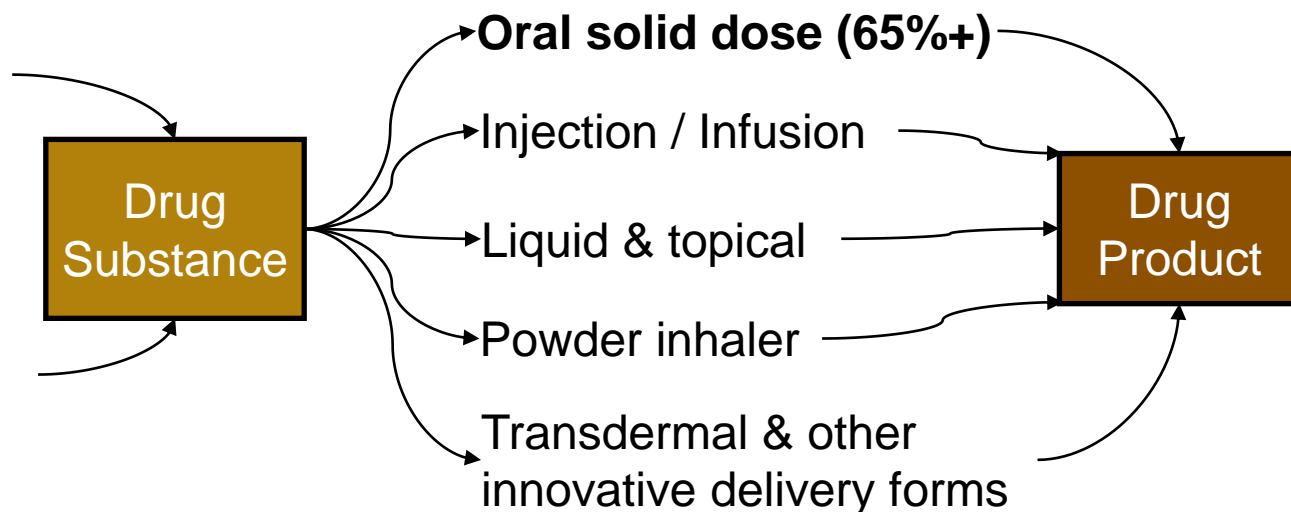 Oral solid dose (65%+)
Injection / Infusion
Drug
Substance
Liquid & topical
Drug
Product
Powder inhaler
Transdermal & other
innovative delivery forms